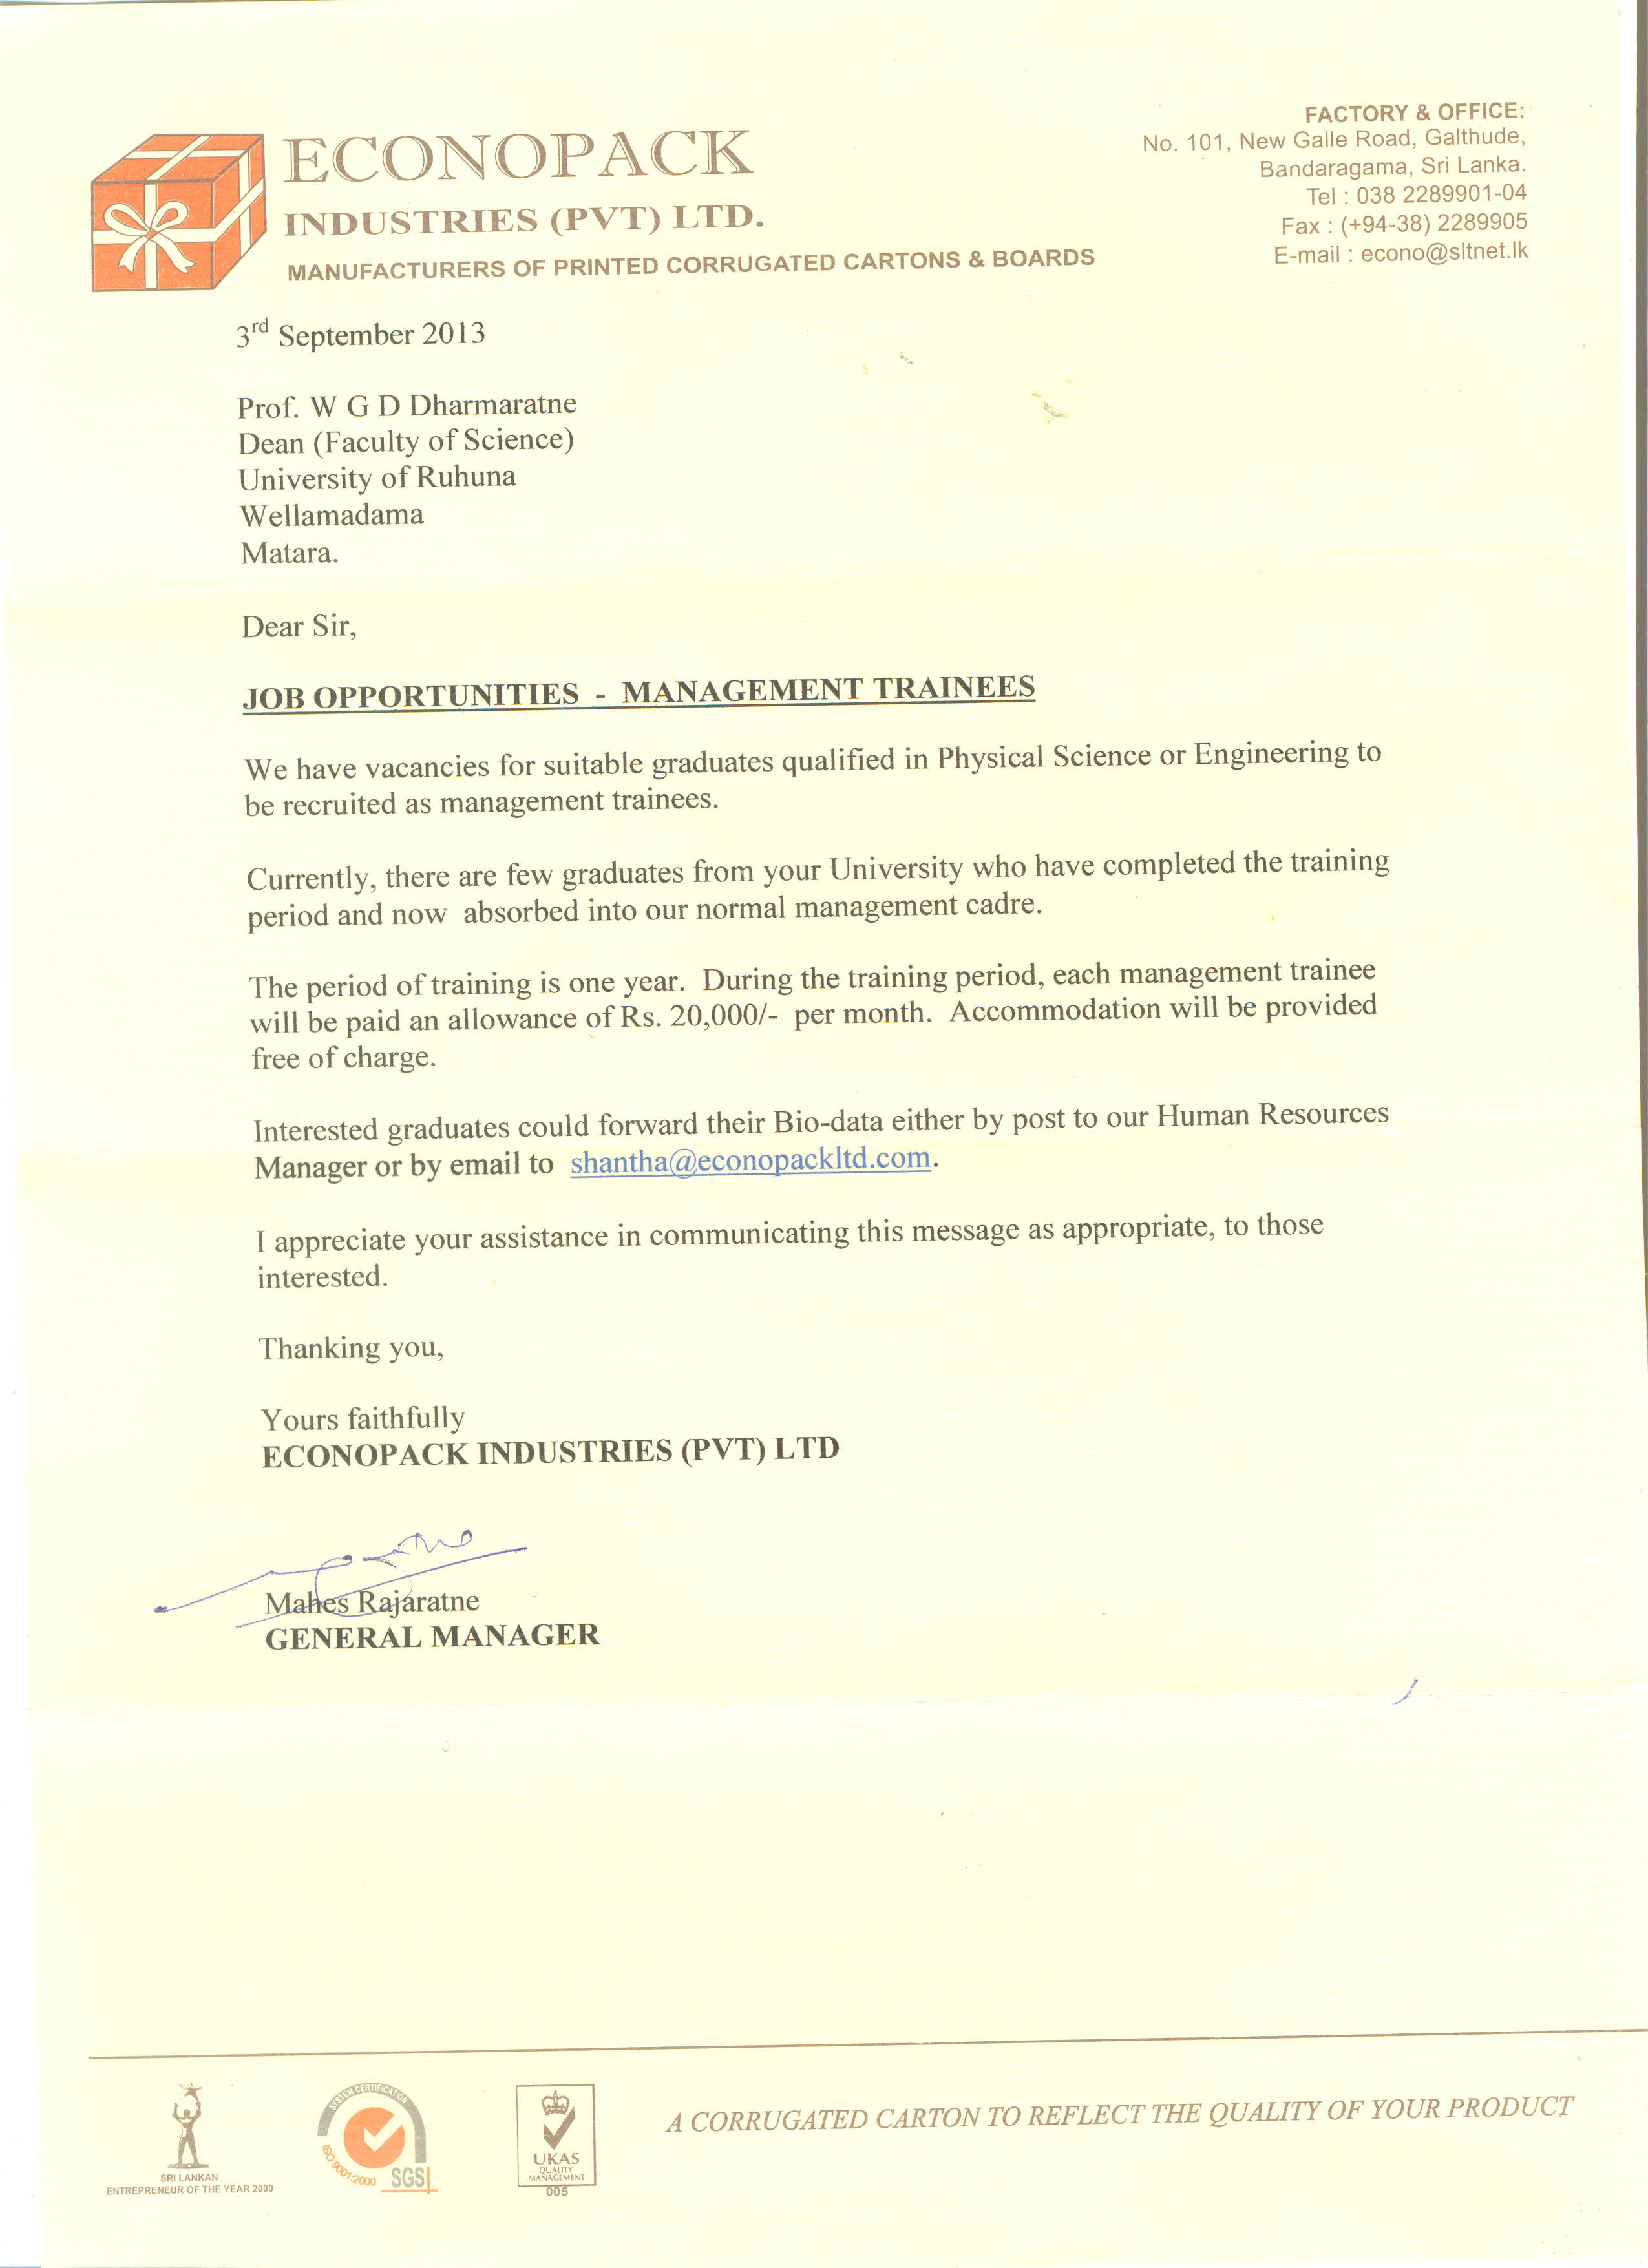 ECONOPACK
INDUSTRIES (PVT) LTD.
MANUFACTURERS OF PRINTED CORRUGATED CARTONS & BOARDS
FACTORY & OFFICE:
No. 101, New Galle Road, Galthude,
Bandaragama, Sri Lanka.
Tel : 038 2289901-04
Fax : (+94-38) 2289905
E-mail : econo@sltnet.lk
3rd September 2013
Prof. W G D Dharmaratne
Dean (Faculty of Science)
University of Ruhuna
Wellamadama
Matara.
Dear Sir,
JOB OPPORTUNITIES - MANAGEMENT TRAINEES
We have vacancies for suitable graduates qualified in Physical Science or Engineering to
be recruited as management trainees.
Currently, there are few graduates from your University who have completed the training
period and now absorbed into our normal management cadre.
The period of training is one year. During the training period, each management trainee
will be paid an allowance of Rs. 20,000/- per month. Accommodation will be provided
free of charge.
Interested graduates could forward their Bio-data either by post to our Human Resources
Manager or by email to shantha@econopackltd.com.
I appreciate your assistance in communicating this message as appropriate, to those
interested.
Thanking you,
Yours faithfully
ECONOPACK INDUSTRIES (PVT) LTD
Mahes Rajaratne
GENERAL MANAGER
SRI LANKAN
ENTREPRENEUR OF THE YEAR 2000
SYSTEM CERTIFICATION
ISO 9001:2000
SGS
UKAS
QUALITY
MANAGEMENT
005
A CORRUGATED CARTON TO REFLECT THE QUALITY OF YOUR PRODUCT